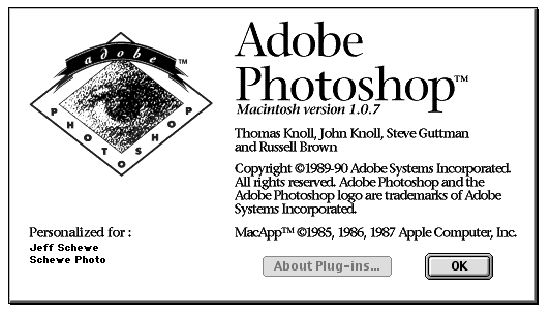 adobe™
PHOTOSHOP
Adobe
Photoshop™
Macintosh version 1.0.7
Thomas Knoll, John Knoll, Steve Guttman
and Russell Brown
Copyright ©1989-90 Adobe Systems Incorporated.
All rights reserved. Adobe Photoshop and the
Adobe Photoshop logo are trademarks of Adobe
Systems Incorporated.
Personalized for:
Jeff Schewe
Schewe Photo
MacApp™ ©1985, 1986, 1987 Apple Computer, Inc.
About Plug-ins...
OK